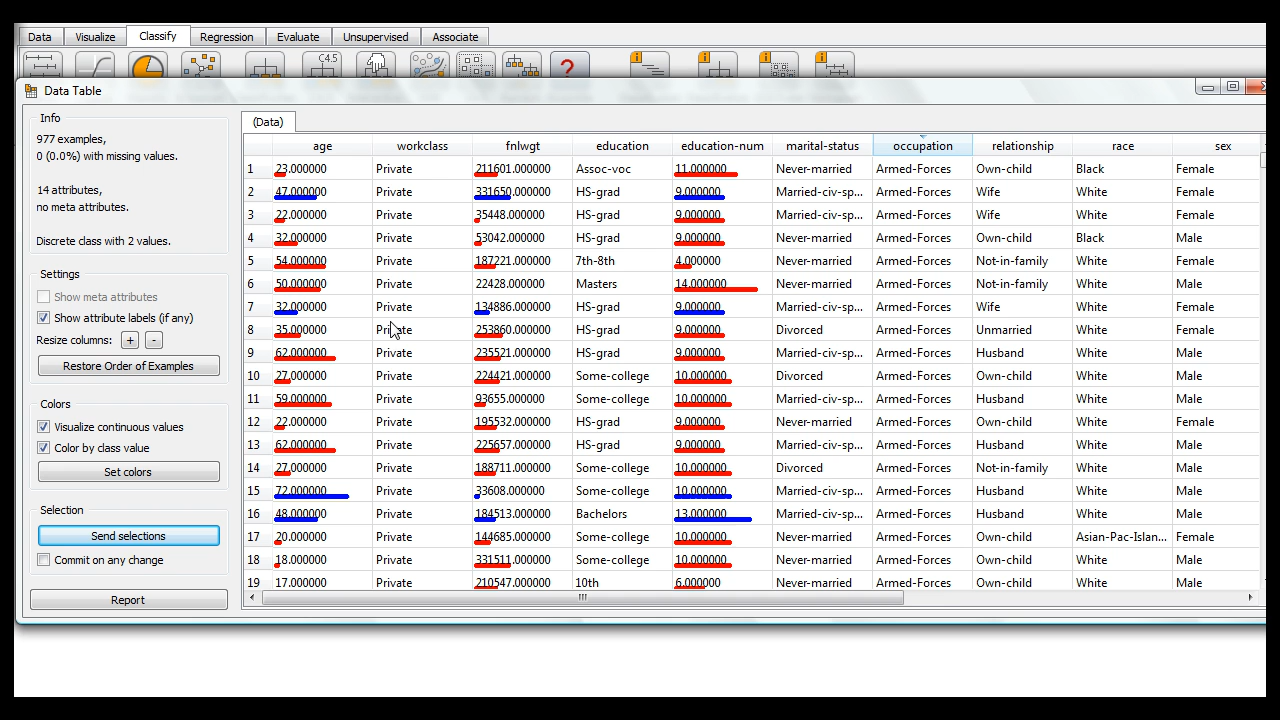 Data Visualize Classify Regression Evaluate Unsupervised Associate
C4.5 ? i i i i
Data Table
Info
977 examples,
0 (0.0%) with missing values.
14 attributes,
no meta attributes.
Discrete class with 2 values.
Settings
Show meta attributes
Show attribute labels (if any)
Resize columns: + -
Restore Order of Examples
Colors
Visualize continuous values
Color by class value
Set colors
Selection
Send selections
Commit on any change
Report
(Data)
age workclass fnlwgt education education-num marital-status occupation relationship race sex
1 23.000000 Private 211601.000000 Assoc-voc 11.000000 Never-married Armed-Forces Own-child Black Female
2 47.000000 Private 331650.000000 HS-grad 9.000000 Married-civ-sp... Armed-Forces Wife White Female
3 22.000000 Private 35448.000000 HS-grad 9.000000 Married-civ-sp... Armed-Forces Wife White Female
4 32.000000 Private 53042.000000 HS-grad 9.000000 Never-married Armed-Forces Own-child Black Male
5 54.000000 Private 187221.000000 7th-8th 4.000000 Never-married Armed-Forces Not-in-family White Female
6 50.000000 Private 22428.000000 Masters 14.000000 Never-married Armed-Forces Not-in-family White Male
7 32.000000 Private 134886.000000 HS-grad 9.000000 Married-civ-sp... Armed-Forces Wife White Female
8 35.000000 Private 253860.000000 HS-grad 9.000000 Divorced Armed-Forces Unmarried White Female
9 62.000000 Private 235521.000000 HS-grad 9.000000 Married-civ-sp... Armed-Forces Husband White Male
10 27.000000 Private 224421.000000 Some-college 10.000000 Divorced Armed-Forces Own-child White Male
11 59.000000 Private 93655.000000 Some-college 10.000000 Married-civ-sp... Armed-Forces Husband White Male
12 22.000000 Private 195532.000000 HS-grad 9.000000 Never-married Armed-Forces Own-child White Female
13 62.000000 Private 225657.000000 HS-grad 9.000000 Married-civ-sp... Armed-Forces Husband White Male
14 27.000000 Private 188711.000000 Some-college 10.000000 Divorced Armed-Forces Not-in-family White Male
15 72.000000 Private 33608.000000 Some-college 10.000000 Married-civ-sp... Armed-Forces Husband White Male
16 48.000000 Private 184513.000000 Bachelors 13.000000 Married-civ-sp... Armed-Forces Husband White Male
17 20.000000 Private 144685.000000 Some-college 10.000000 Never-married Armed-Forces Own-child Asian-Pac-Islan... Female
18 18.000000 Private 331511.000000 Some-college 10.000000 Never-married Armed-Forces Own-child White Male
19 17.000000 Private 210547.000000 10th 6.000000 Never-married Armed-Forces Own-child White Male